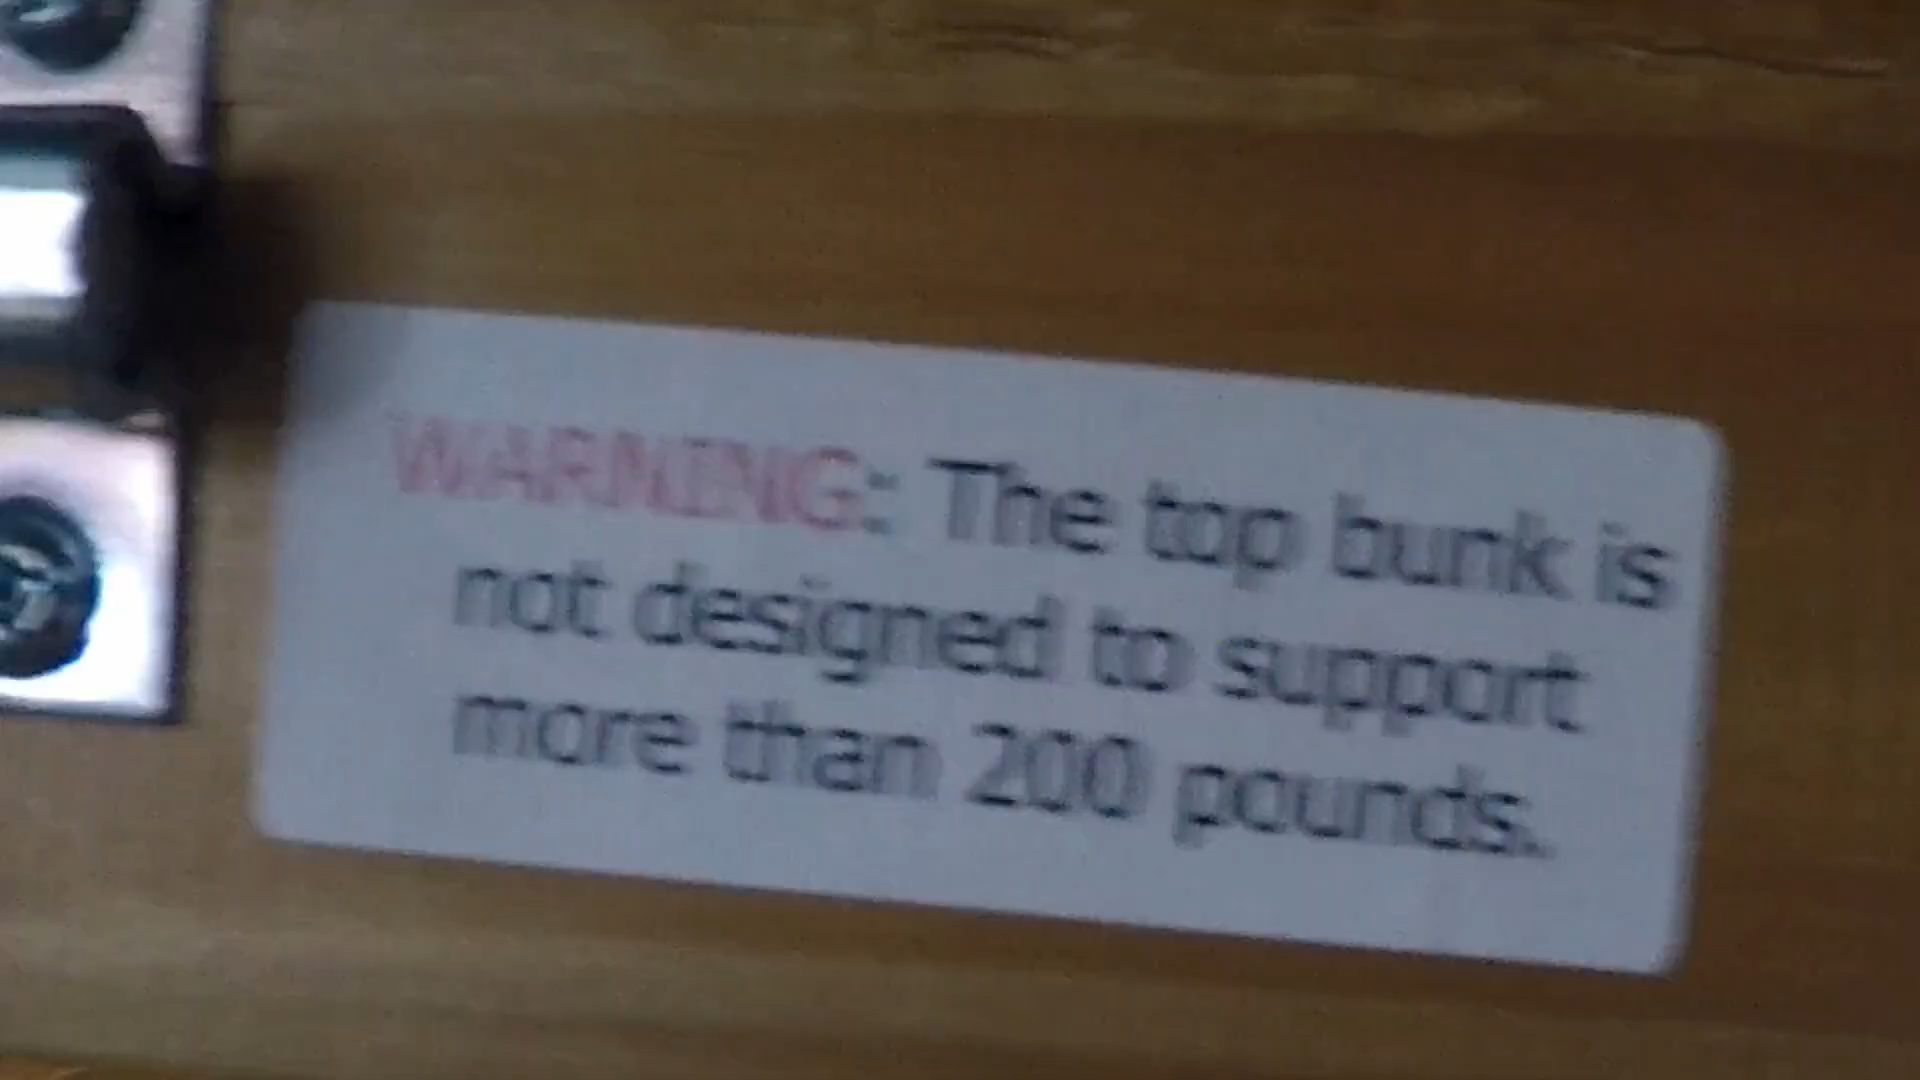 WARNING: The top bunk is
not designed to support
more than 200 pounds.